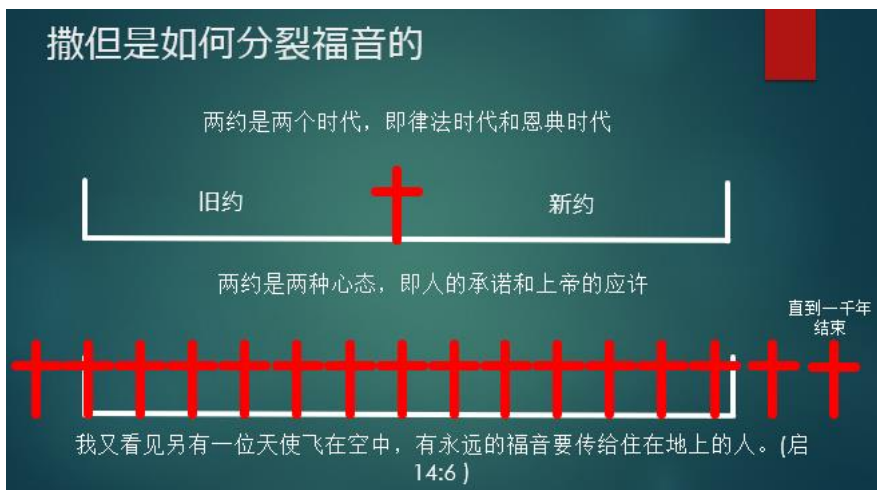 撒但是如何分裂福音的
两约是两个时代，即律法时代和恩典时代
旧约
新约
两约是两种心态，即人的承诺和上帝的应许
直到一千年
结束
我又看见另有一位天使飞在空中，有永远的福音要传给住在地上的人。(启
14:6 )